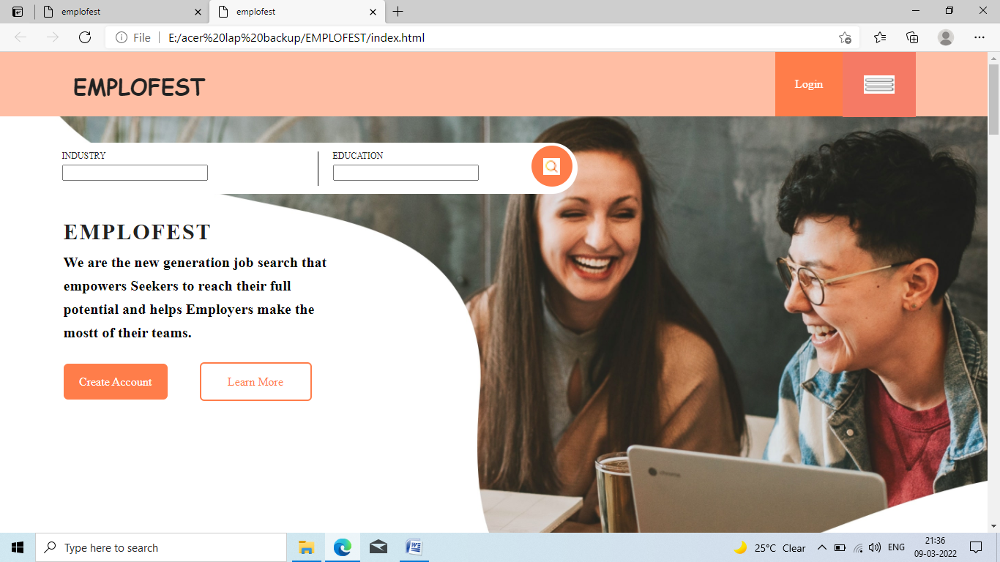 emplofest
emplofest
File
E:/acer%20lap%20backup/EMPLOFEST/index.html
EMPLOFEST
Login
INDUSTRY
EDUCATION
EMPLOFEST
We are the new generation job search that
empowers Seekers to reach their full
potential and helps Employers make the
mostt of their teams.
Create Account
Learn More
chrome
Type here to search
25°C Clear
ENG
21:36
09-03-2022